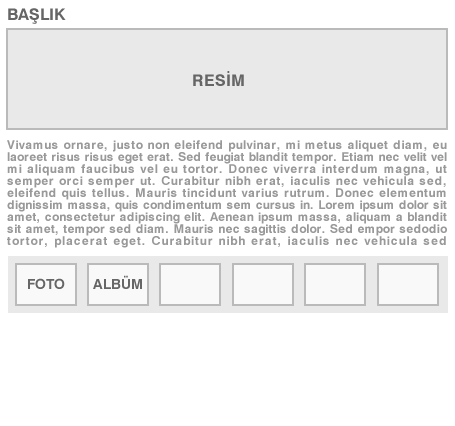 BAŞLIK
RESİM
Vivamus ornare, justo non eleifend pulvinar, mi metus aliquet diam, eu
laoreet risus risus eget erat. Sed feugiat blandit tempor. Etiam nec velit vel
mi aliquam faucibus vel eu tortor. Donec viverra interdum magna, ut
semper orci semper ut. Curabitur nibh erat, iaculis nec vehicula sed,
eleifend quis tellus. Mauris tincidunt varius rutrum. Donec elementum
dignissim massa, quis condimentum sem cursus in. Lorem ipsum dolor sit
amet, consectetur adipiscing elit. Aenean ipsum massa, aliquam a blandit
sit amet, tempor sed diam. Mauris nec sagittis dolor. Sed empor sedodio
tortor, placerat eget. Curabitur nibh erat, iaculis nec vehicula sed
FOTO ALBÜM